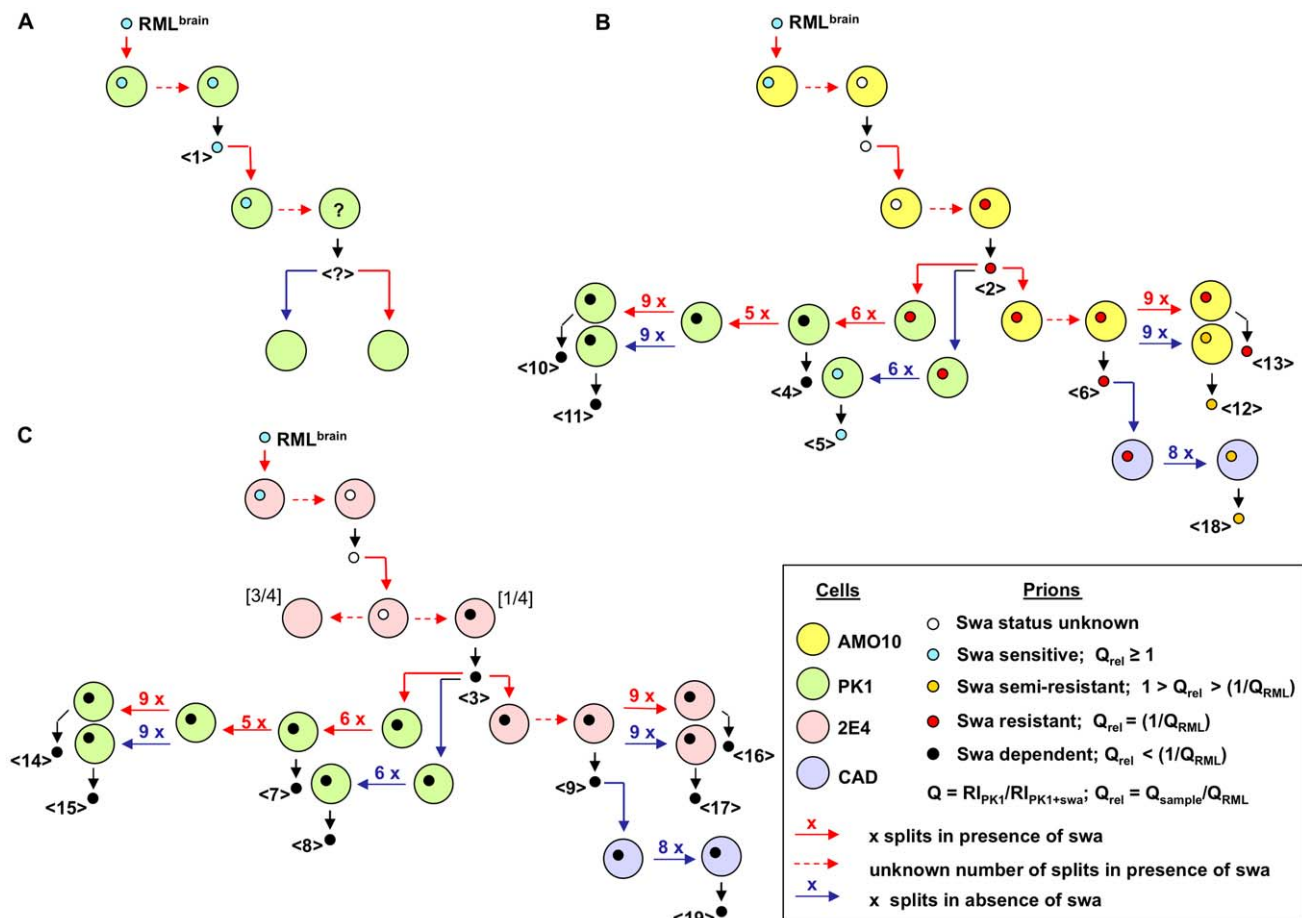 A
RML^brain
<1>
?
<?>
B
RML^brain
<2>
9 x
5 x
6 x
9 x
9 x
9 x
<10>
<4>
6 x
<13>
<11>
<6>
<12>
<5>
8 x
<18>
C
RML^brain
[3/4]
[1/4]
<3>
9 x
5 x
6 x
9 x
9 x
6 x
9 x
<14>
<16>
<7>
<9>
<15>
<17>
<8>
8 x
<19>
Cells
AMO10
PK1
2E4
CAD
Prions
Swa status unknown
Swa sensitive; Q_rel ≥ 1
Swa semi-resistant; 1 > Q_rel > (1/Q_RML)
Swa resistant; Q_rel = (1/Q_RML)
Swa dependent; Q_rel < (1/Q_RML)
Q = RI_PK1/RI_PK1+swa; Q_rel = Q_sample/Q_RML
x
x splits in presence of swa
unknown number of splits in presence of swa
x
x splits in absence of swa